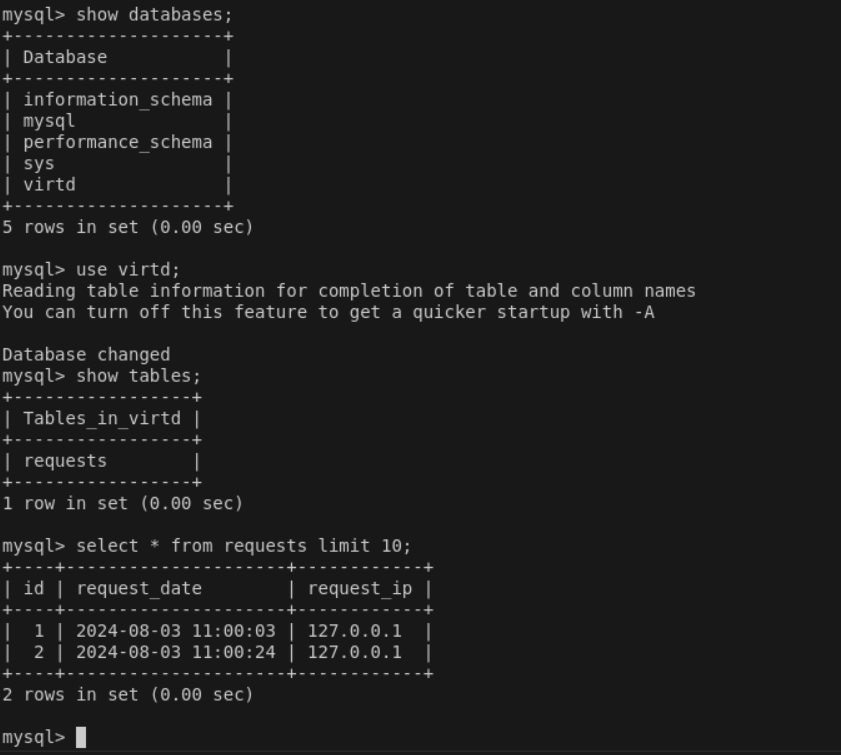 mysql> show databases;
+--------------------+
| Database           |
+--------------------+
| information_schema |
| mysql              |
| performance_schema |
| sys                |
| virtd              |
+--------------------+
5 rows in set (0.00 sec)

mysql> use virtd;
Reading table information for completion of table and column names
You can turn off this feature to get a quicker startup with -A

Database changed
mysql> show tables;
+-----------------+
| Tables_in_virtd |
+-----------------+
| requests        |
+-----------------+
1 row in set (0.00 sec)

mysql> select * from requests limit 10;
+----+---------------------+------------+
| id | request_date        | request_ip |
+----+---------------------+------------+
|  1 | 2024-08-03 11:00:03 | 127.0.0.1  |
|  2 | 2024-08-03 11:00:24 | 127.0.0.1  |
+----+---------------------+------------+
2 rows in set (0.00 sec)

mysql>